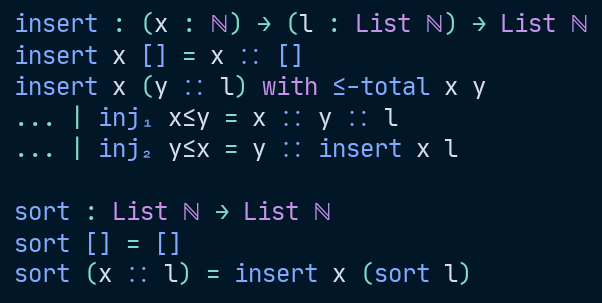 insert : (x : ℕ) → (l : List ℕ) → List ℕ
insert x [] = x ∷ []
insert x (y ∷ l) with ≤-total x y
... | inj₁ x≤y = x ∷ y ∷ l
... | inj₂ y≤x = y ∷ insert x l
sort : List ℕ → List ℕ
sort [] = []
sort (x ∷ l) = insert x (sort l)